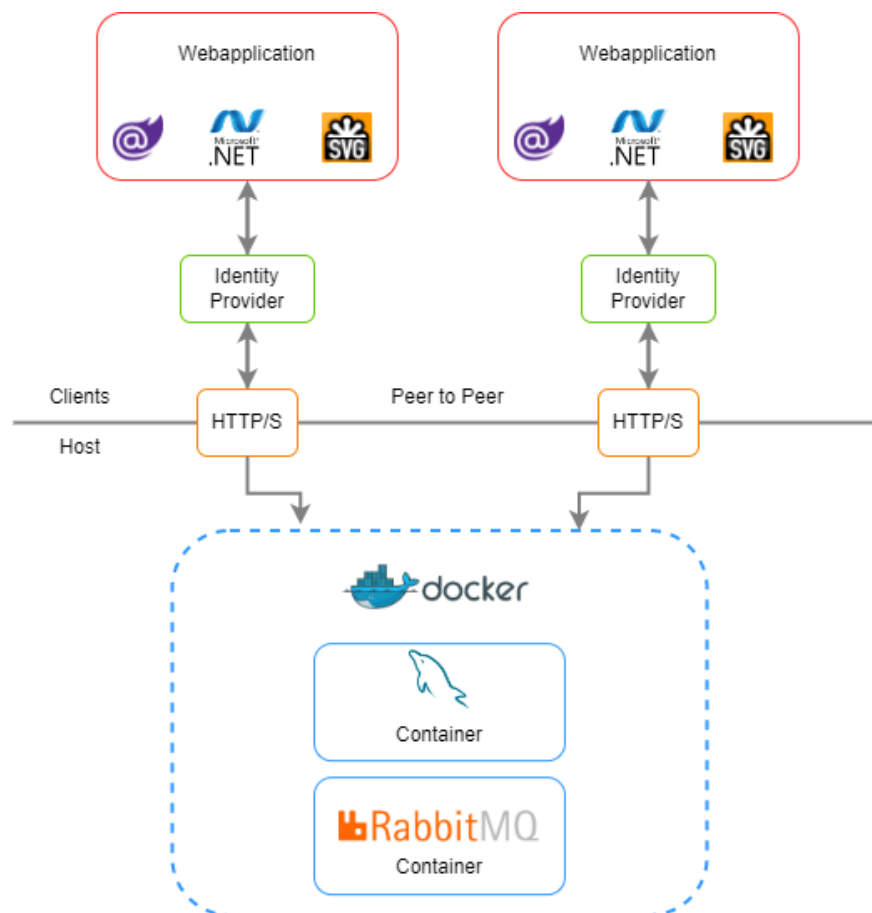 Webapplication
Webapplication
@
Microsoft®
.NET
SVG
@
Microsoft®
.NET
SVG
Identity
Provider
Identity
Provider
Clients
Peer to Peer
HTTP/S
HTTP/S
Host
docker
Container
RabbitMQ
Container